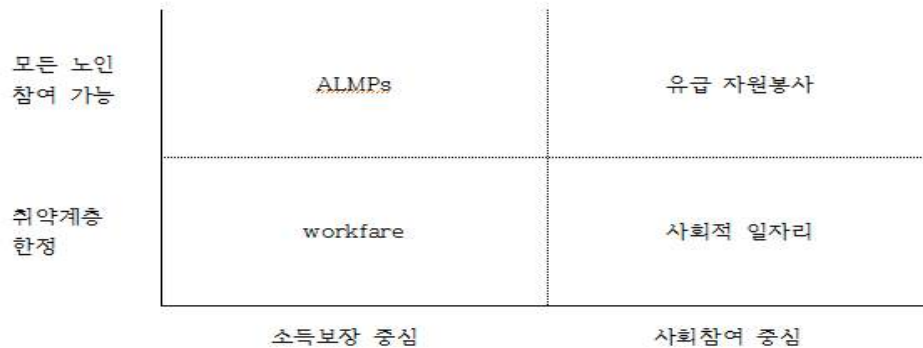 모든 노인
참여 가능
ALMPs
유급 자원봉사
취약계층
한정
workfare
사회적 일자리
소득보장 중심
사회참여 중심